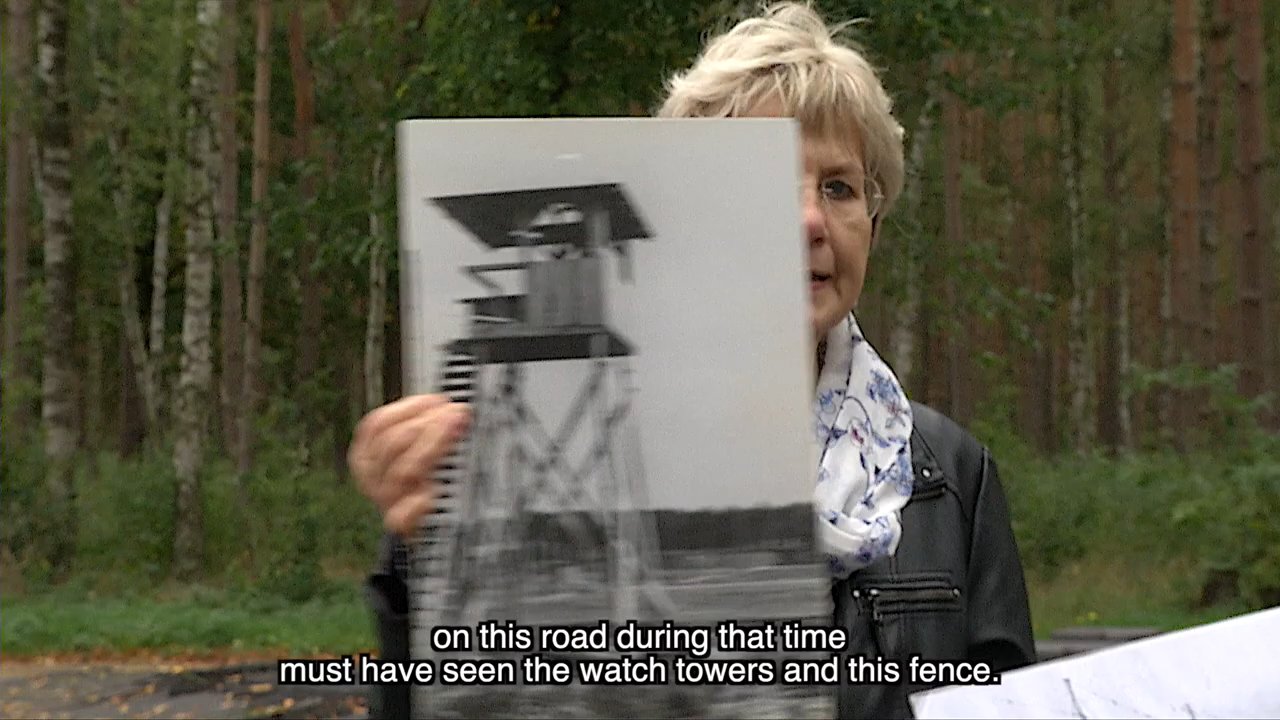 on this road during that time
must have seen the watch towers and this fence.